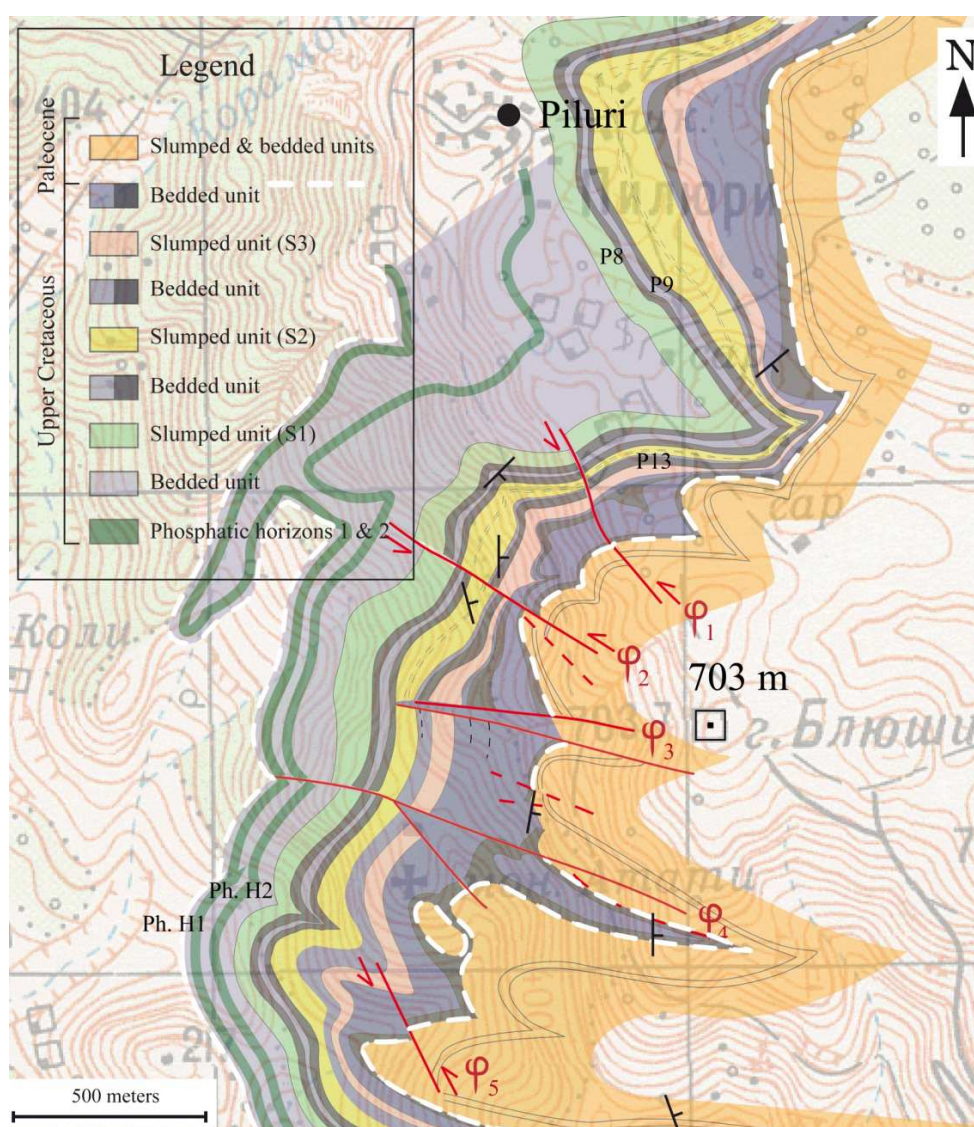 Legend
Paleocene
Slumped & bedded units
Bedded unit
Upper Cretaceous
Slumped unit (S3)
Bedded unit
Slumped unit (S2)
Bedded unit
Slumped unit (S1)
Bedded unit
Phosphatic horizons 1 & 2
Piluri
N
P8
P9
P13
φ1
φ2
703 m
φ3
г. Блюши
Коли
φ4
Ph. H2
Ph. H1
φ5
500 meters